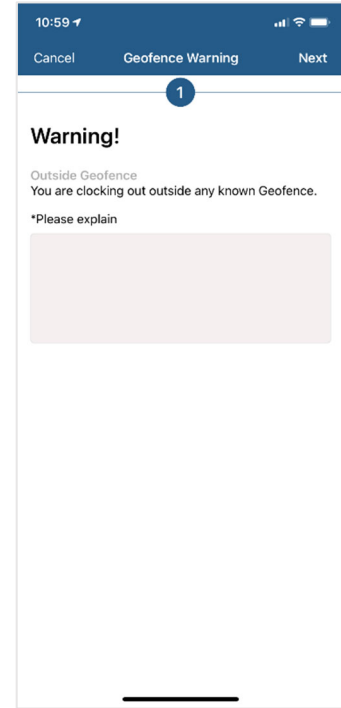 10:59
Cancel Geofence Warning Next
1
Warning!
Outside Geofence
You are clocking out outside any known Geofence.
*Please explain